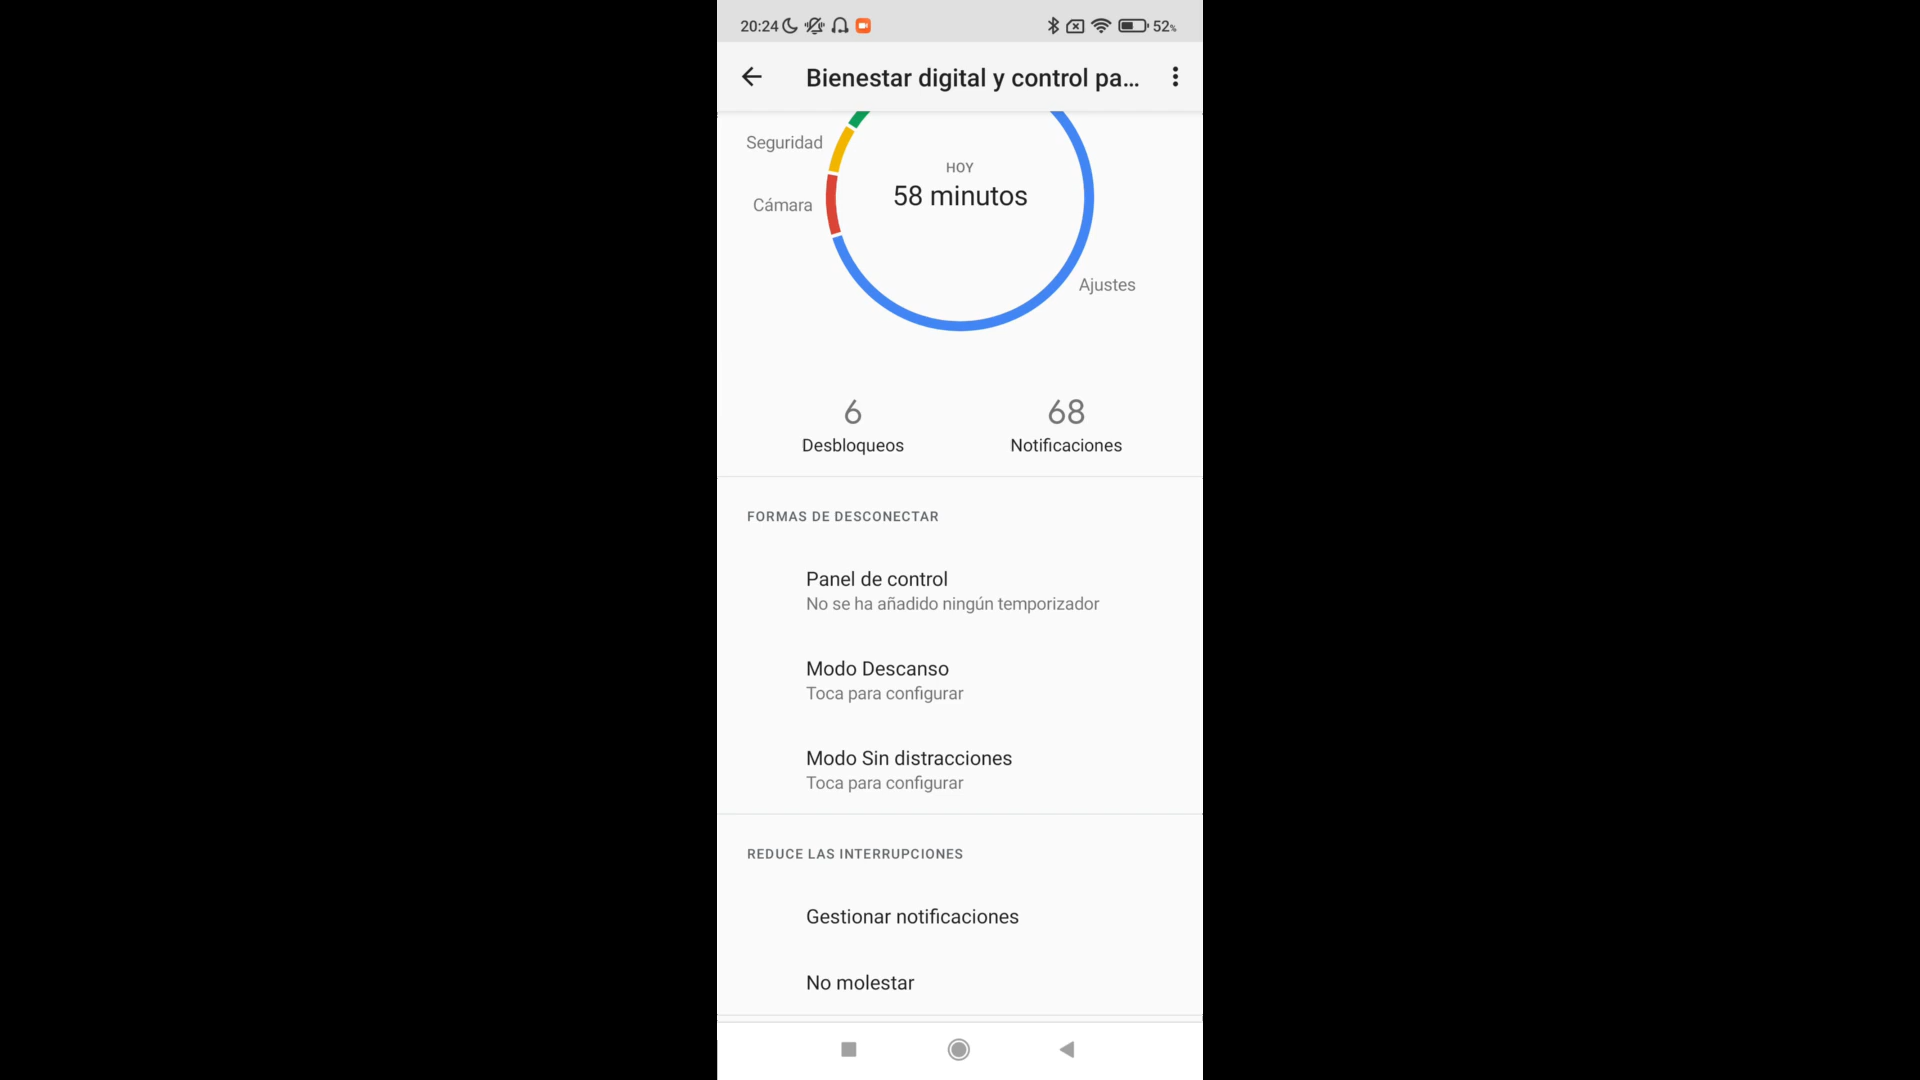 20:24 52%
Bienestar digital y control pa...
Seguridad
HOY
58 minutos
Cámara
Ajustes
6 68
Desbloqueos Notificaciones
FORMAS DE DESCONECTAR
Panel de control
No se ha añadido ningún temporizador
Modo Descanso
Toca para configurar
Modo Sin distracciones
Toca para configurar
REDUCE LAS INTERRUPCIONES
Gestionar notificaciones
No molestar